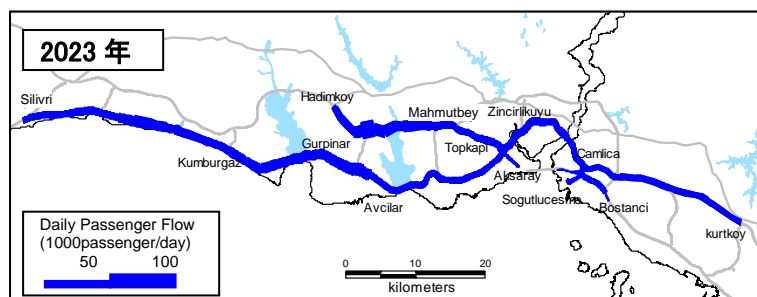 2023 年
Silivri
Hadimkoy
Mahmutbey
Zincirlikuyu
Gurpinar
Topkapi
Camlica
Kumburgaz
Aksaray
Avcilar
Sogutlucesme
Bostanci
kurtkoy
Daily Passenger Flow
(1000passenger/day)
50 100
0 10 20
kilometers